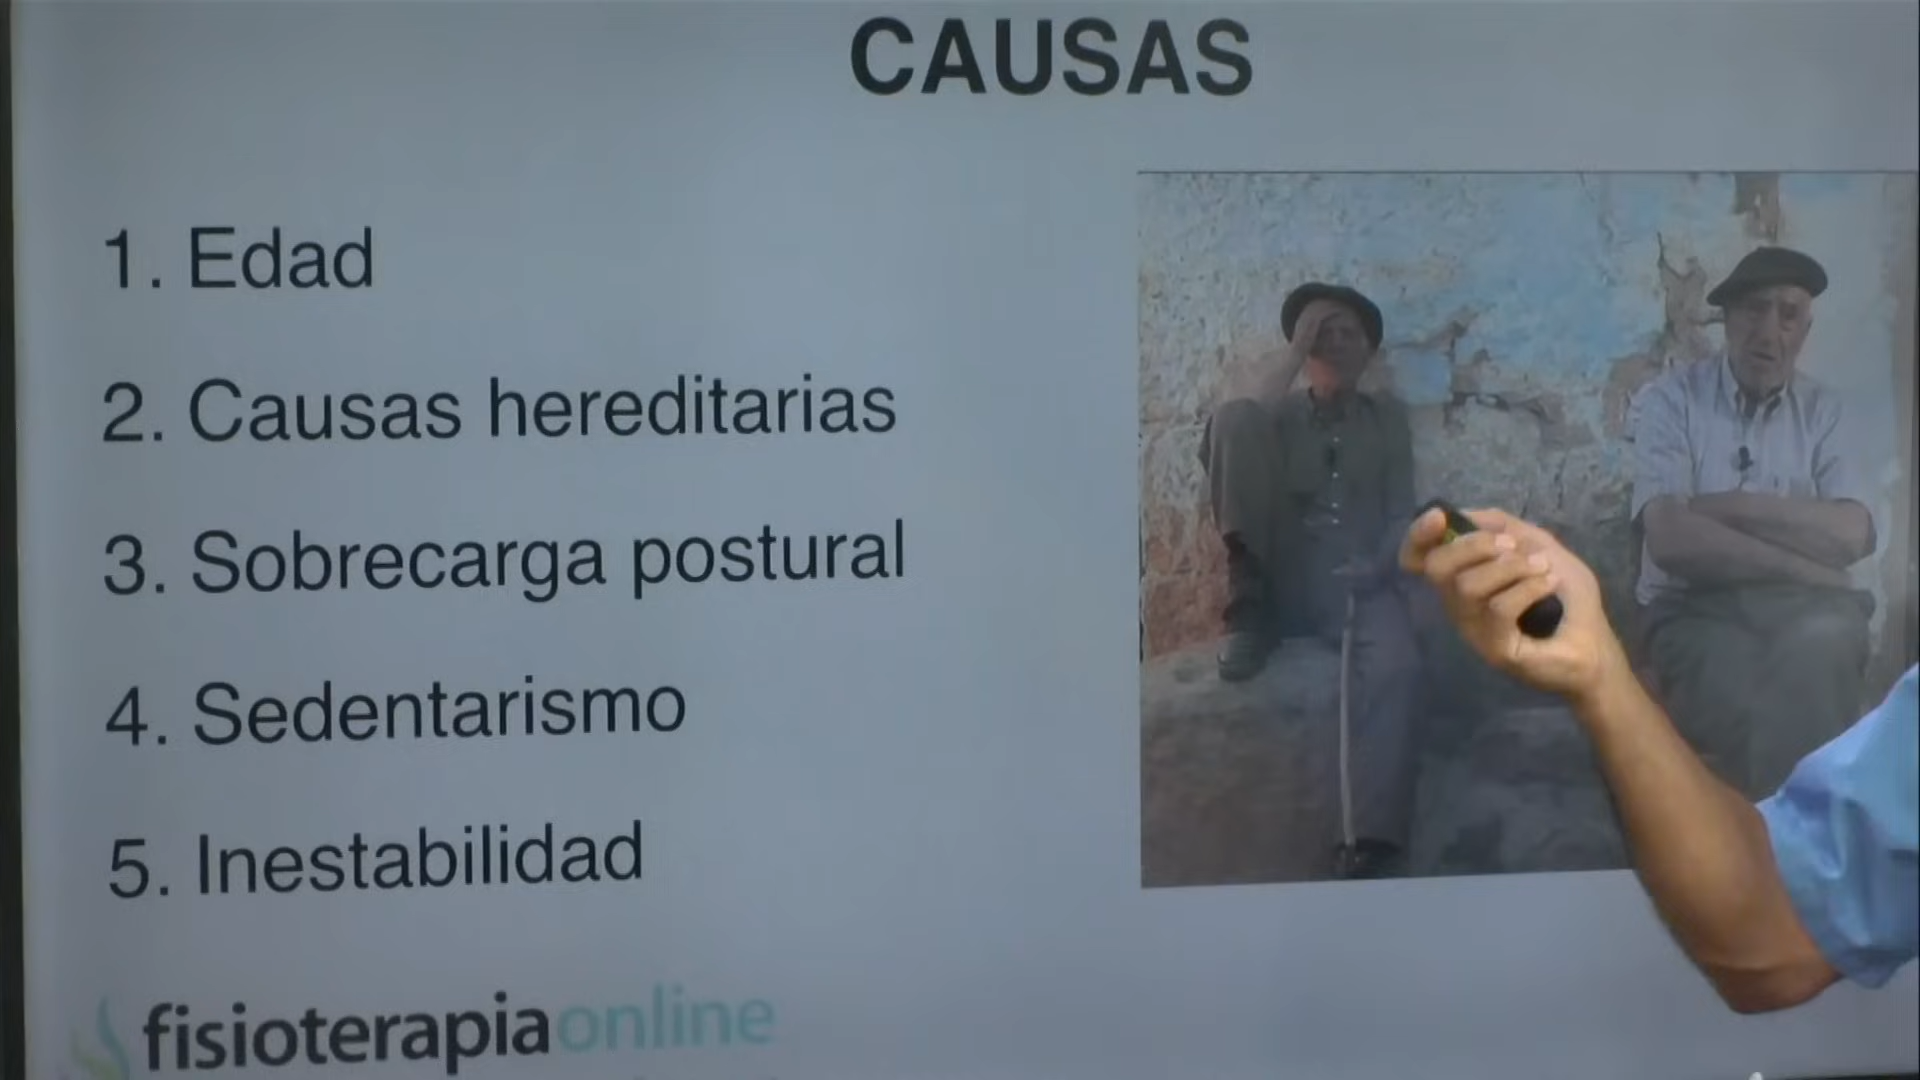 CAUSAS
1. Edad
2. Causas hereditarias
3. Sobrecarga postural
4. Sedentarismo
5. Inestabilidad
fisioterapiaonline